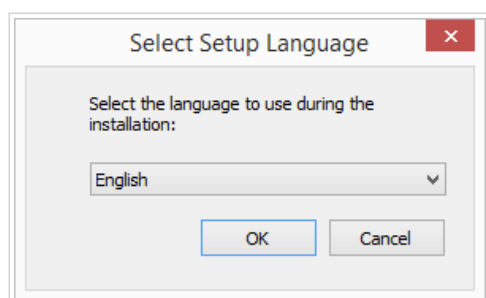 Select Setup Language
Select the language to use during the
installation:
English
OK
Cancel